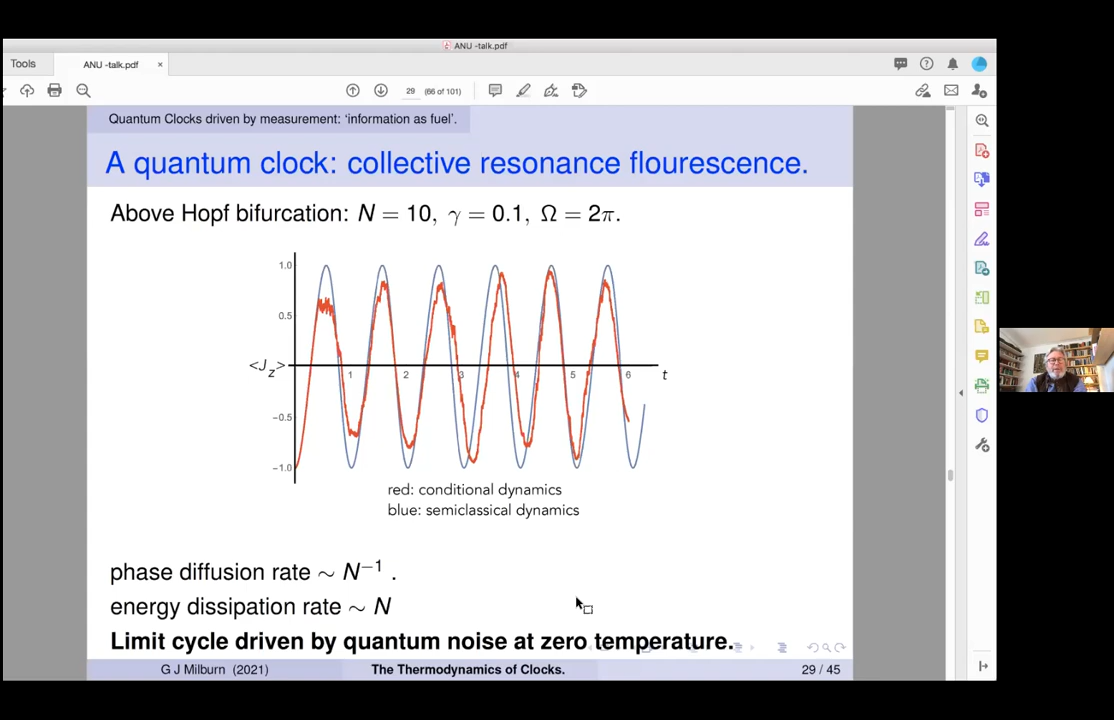 ANU -talk.pdf
Tools
ANU -talk.pdf ×
29 (66 of 101)
Quantum Clocks driven by measurement: ‘information as fuel’.
A quantum clock: collective resonance flourescence.
Above Hopf bifurcation: N = 10, γ = 0.1, Ω = 2π.
1.0
0.5
<Jz>
1 2 3 4 5 6 t
−0.5
−1.0
red: conditional dynamics
blue: semiclassical dynamics
phase diffusion rate ∼ N⁻¹ .
energy dissipation rate ∼ N
Limit cycle driven by quantum noise at zero temperature.
G J Milburn (2021) The Thermodynamics of Clocks. 29 / 45